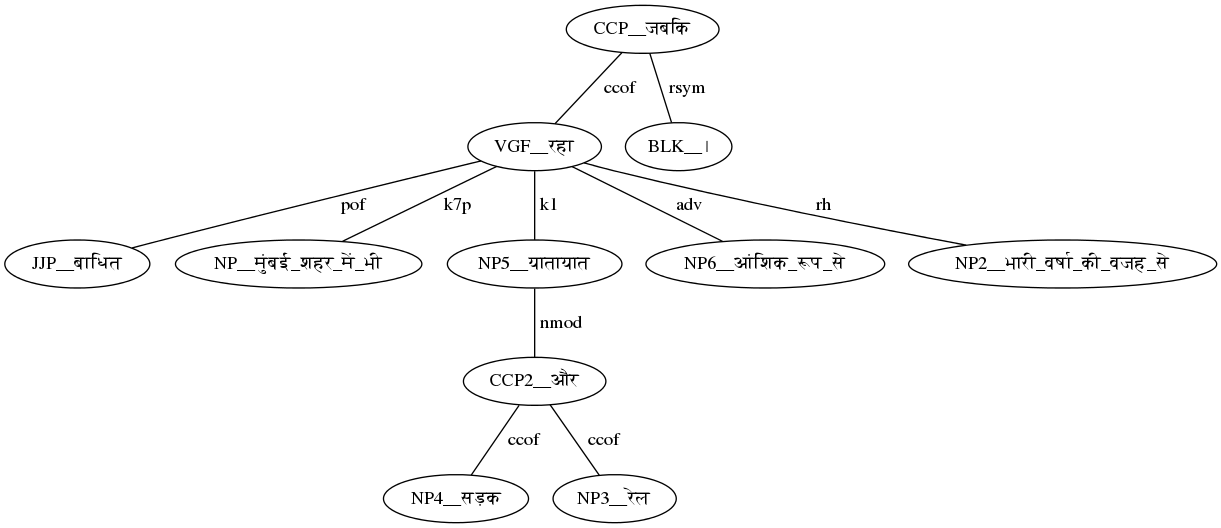 CCP__जबकि
ccof rsym
VGF__रहा BLK__।
pof k7p k1 adv rh
JJP__बाधित NP__मुंबई_शहर_में_भी NP5__यातायात NP6__आंशिक_रूप_से NP2__भारी_वर्षा_की_वजह_से
nmod
CCP2__और
ccof ccof
NP4__सड़क NP3__रेल